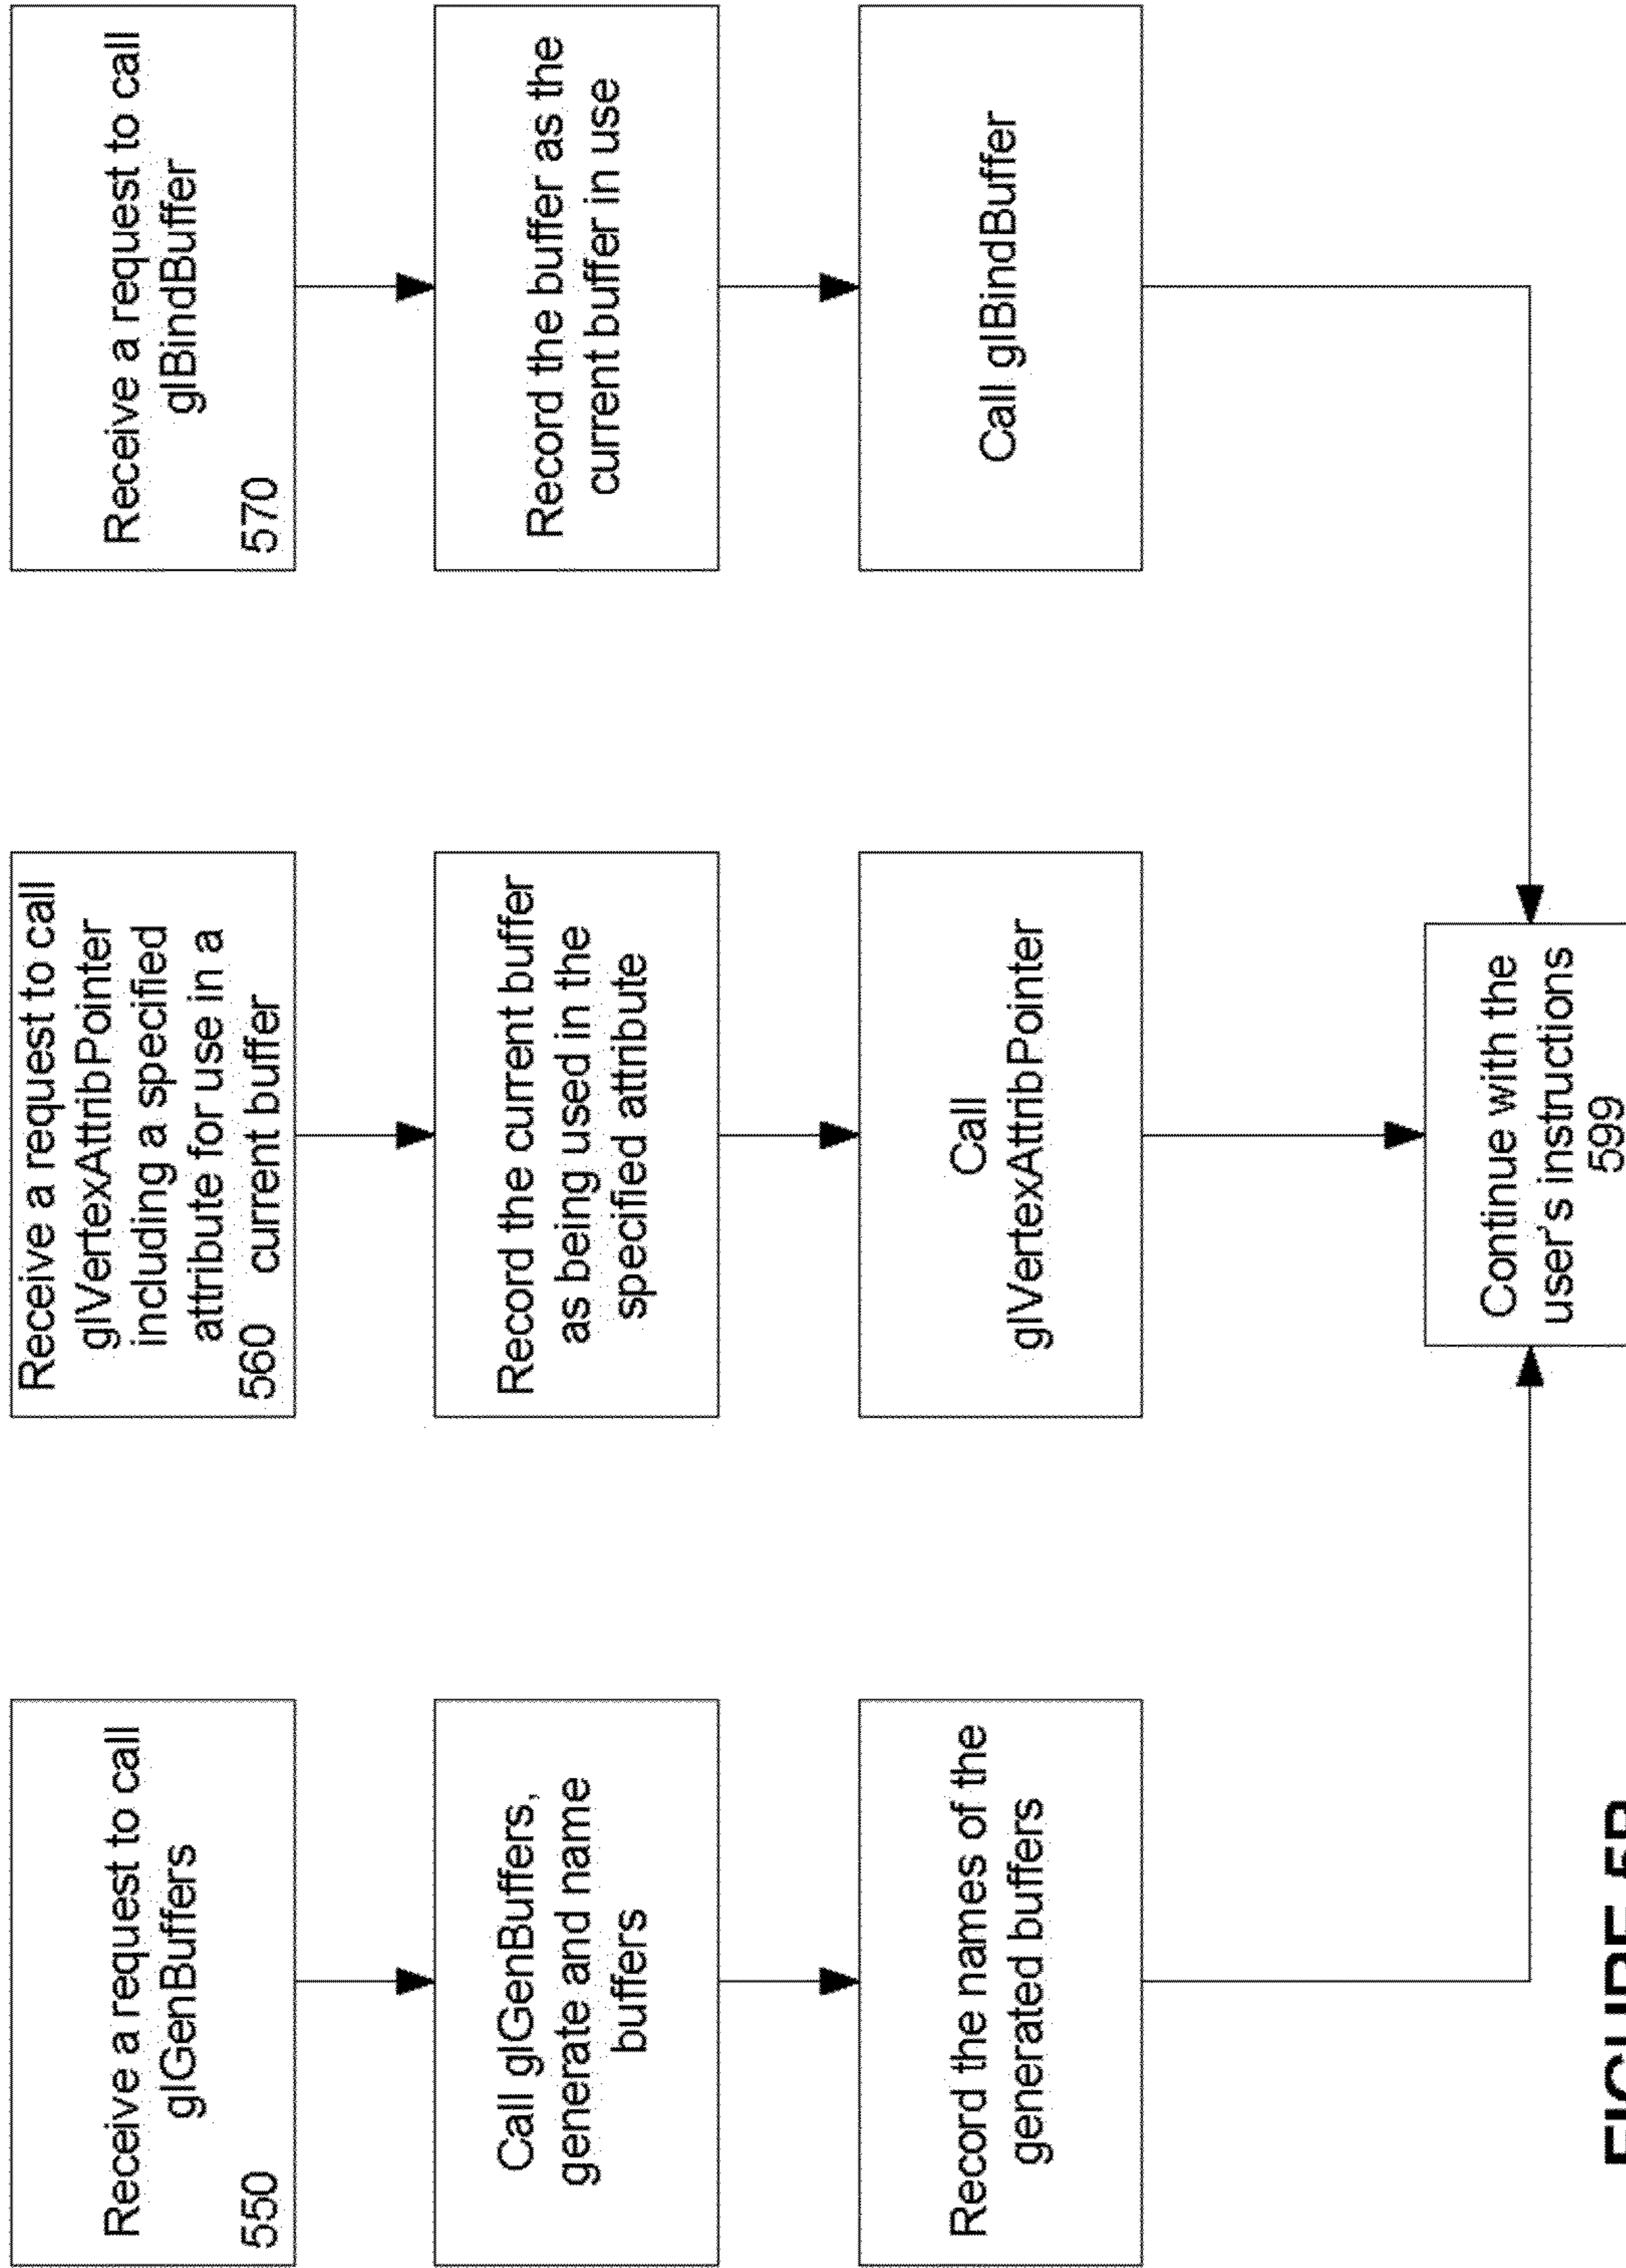 Receive a request to call
glGenBuffers
550
Call glGenBuffers,
generate and name
buffers
Record the names of the
generated buffers
Receive a request to call
glVertexAttribPointer
including a specified
attribute for use in a
560 current buffer
Record the current buffer
as being used in the
specified attribute
Call
glVertexAttribPointer
Receive a request to call
glBindBuffer
570
Record the buffer as the
current buffer in use
Call glBindBuffer
Continue with the
user's instructions
599
FIGURE 5B